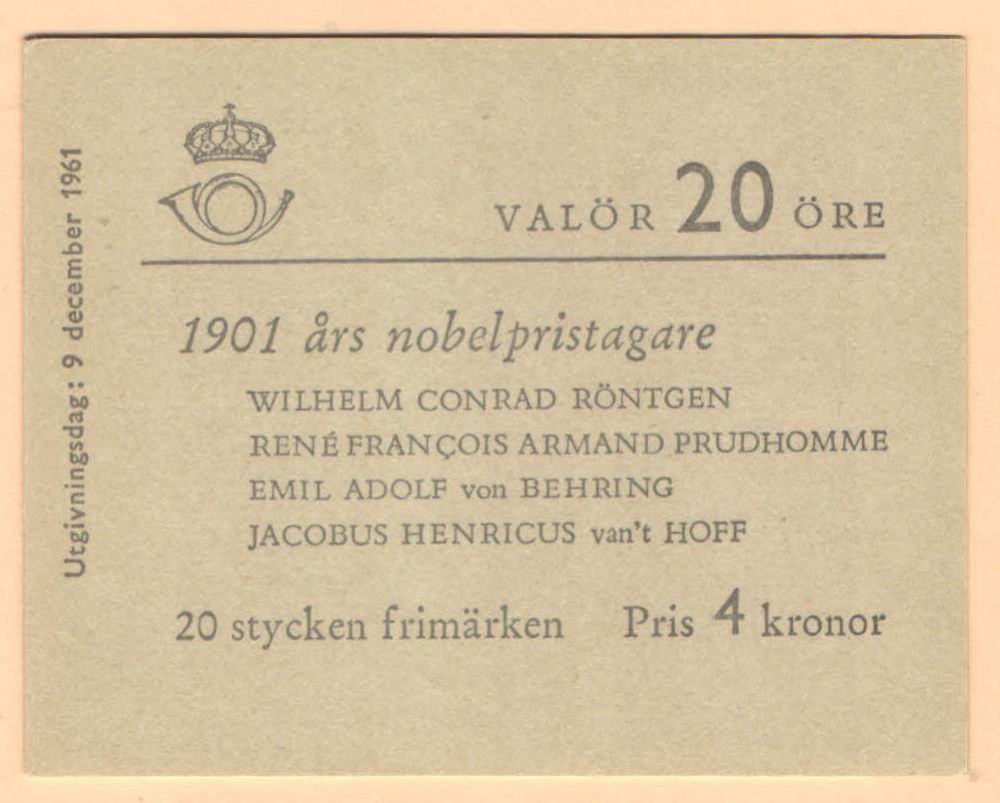 Utgivningsdag: 9 december 1961
VALÖR 20 ÖRE
1901 års nobelpristagare
WILHELM CONRAD RÖNTGEN
RENÉ FRANÇOIS ARMAND PRUDHOMME
EMIL ADOLF von BEHRING
JACOBUS HENRICUS van't HOFF
20 stycken frimärken Pris 4 kronor